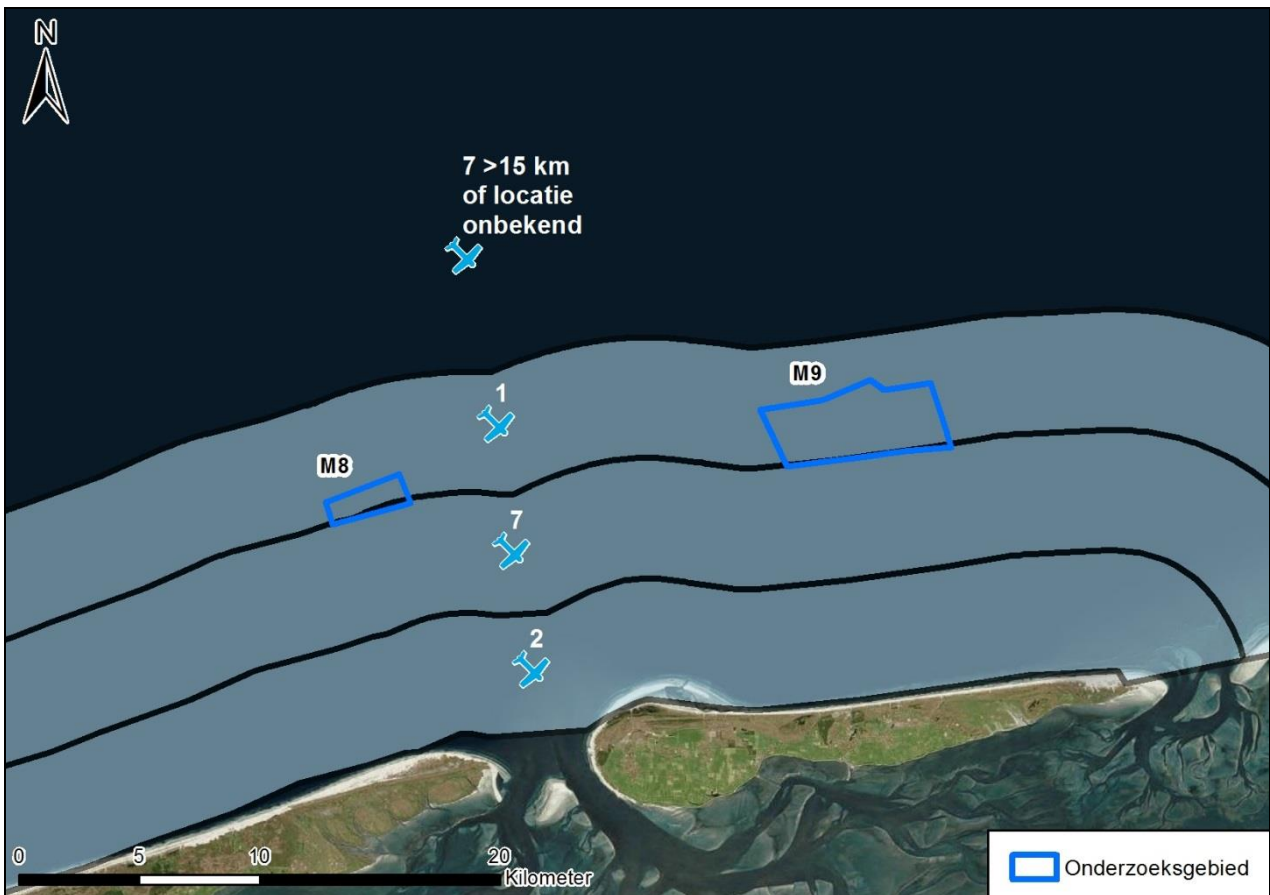 N
7 >15 km
of locatie
onbekend
1
M9
M8
7
2
0 5 10 20
Kilometer
Onderzoeksgebied